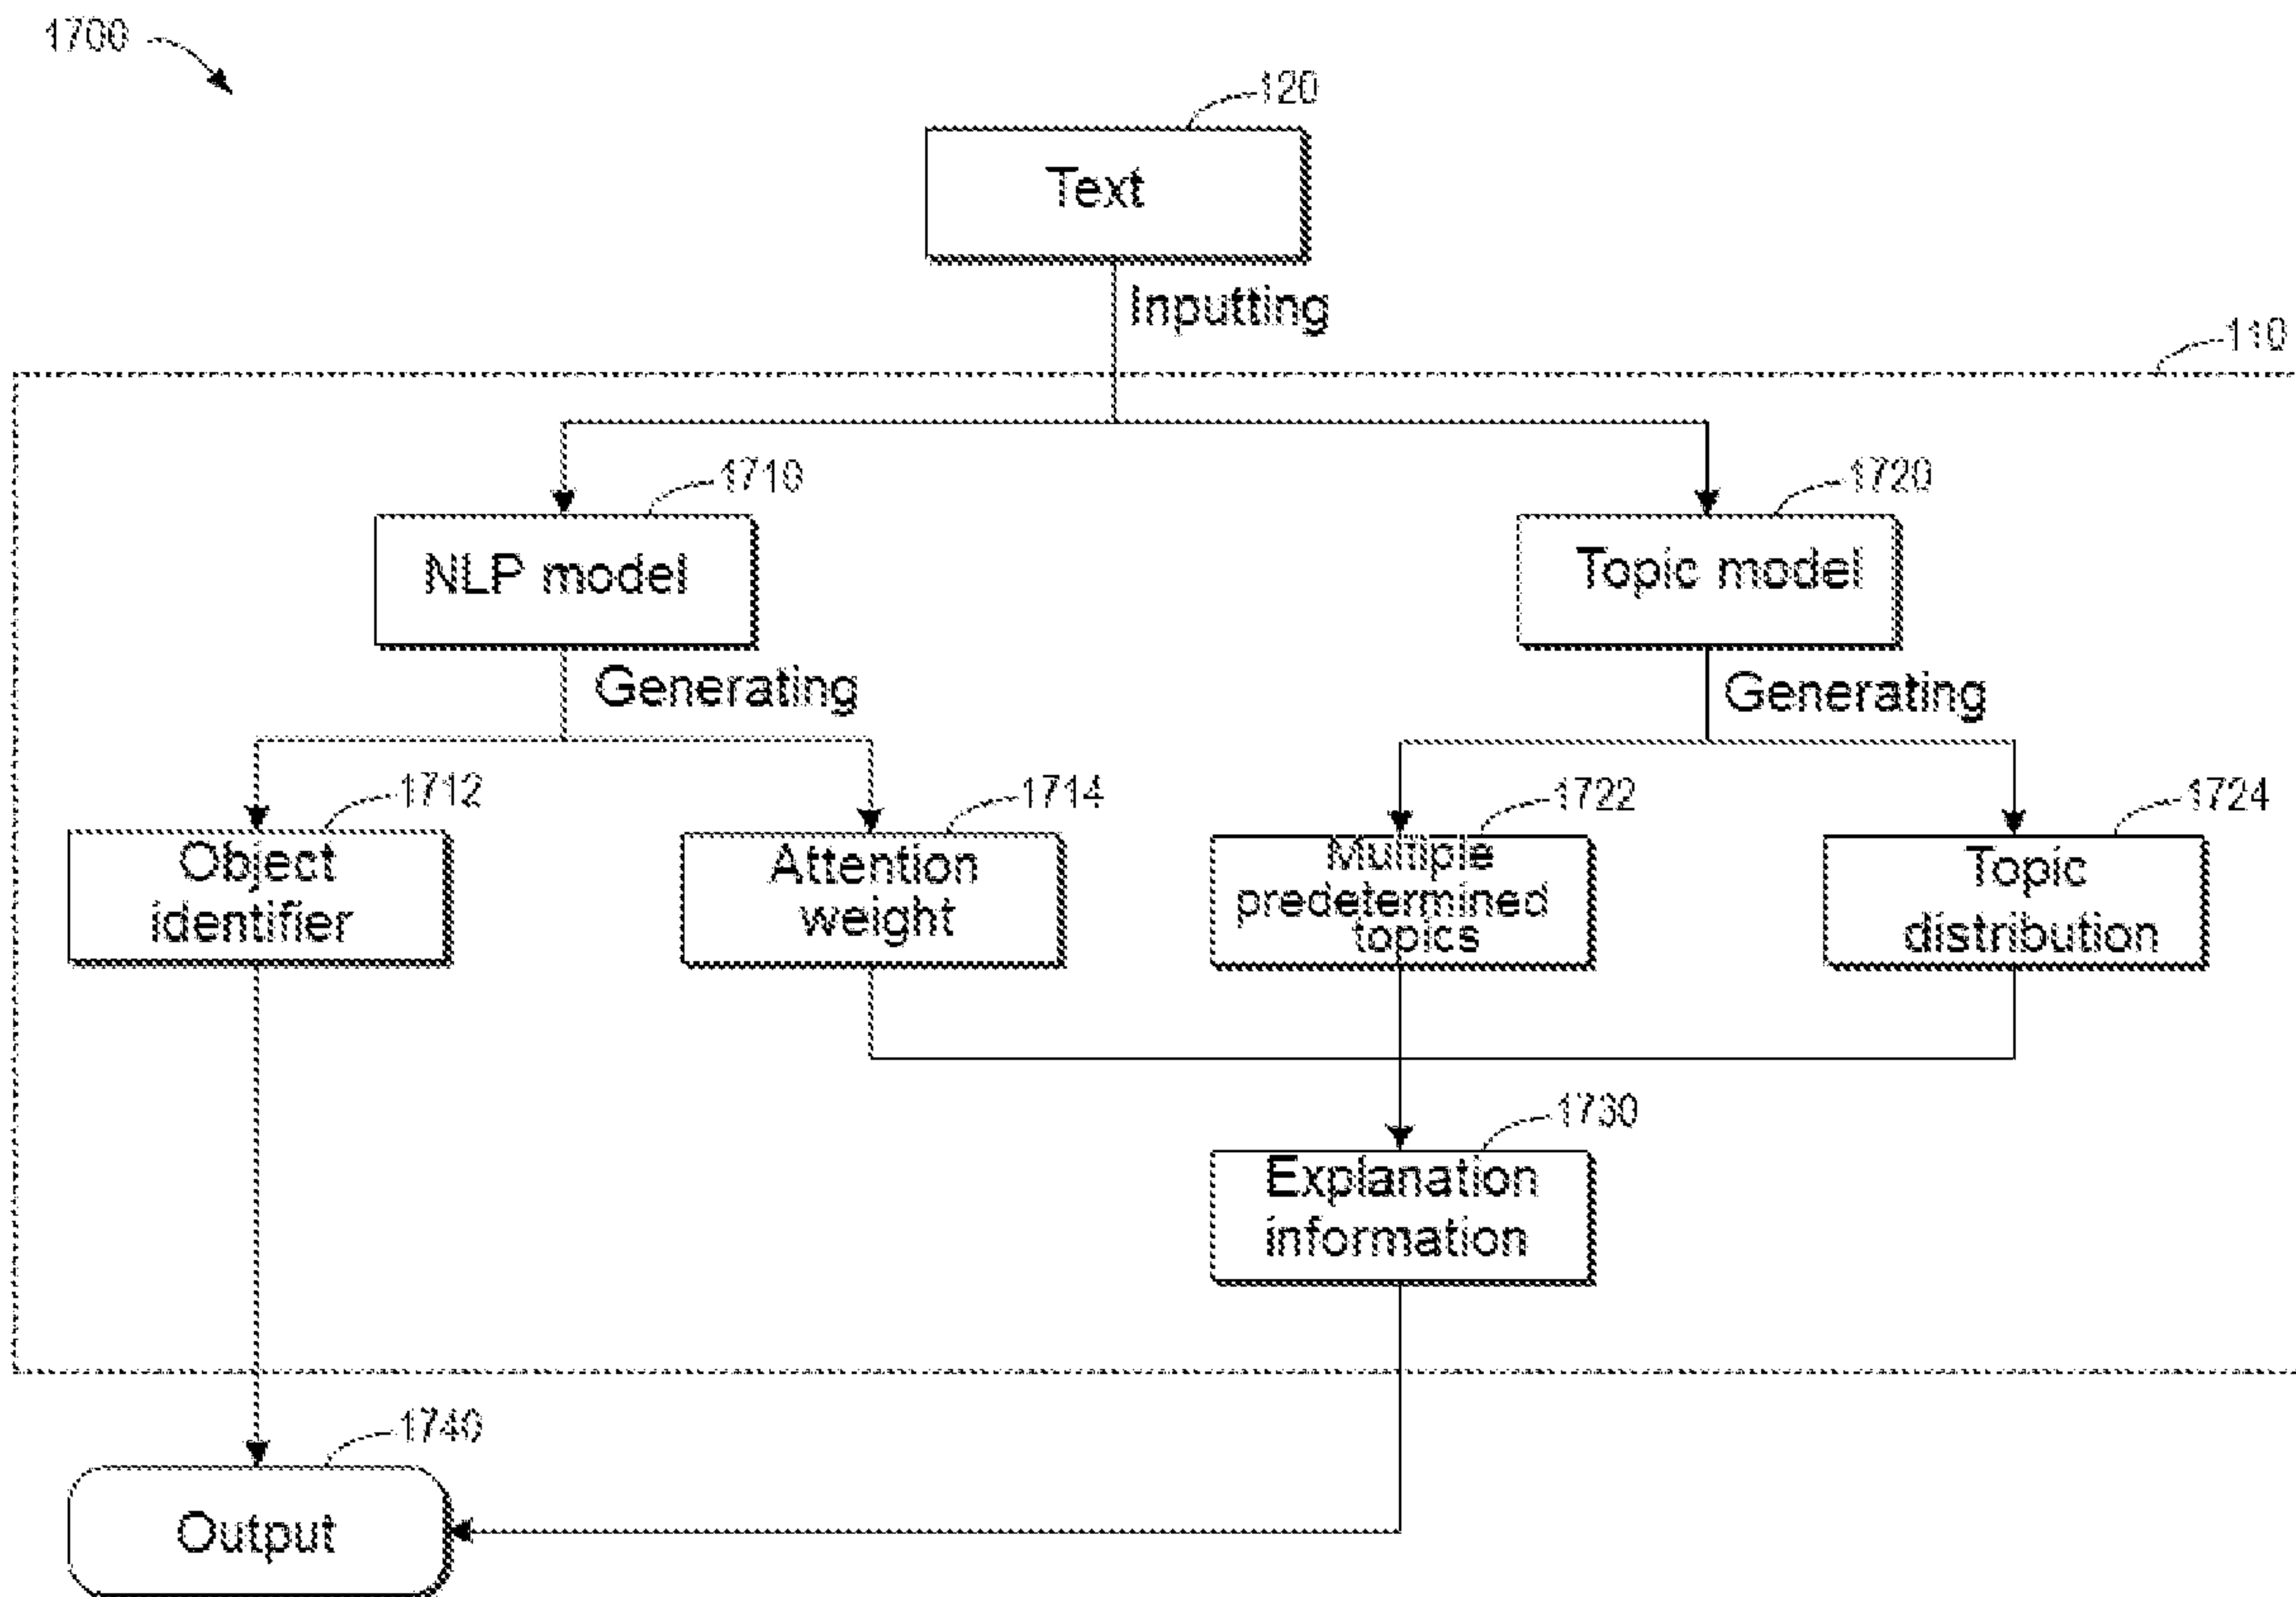 1700
120
Text
Inputting
110
1710
1720
NLP model
Topic model
Generating
Generating
1712
1714
1722
1724
Object
identifier
Attention
weight
Multiple
predetermined
topics
Topic
distribution
1730
Explanation
information
1740
Output